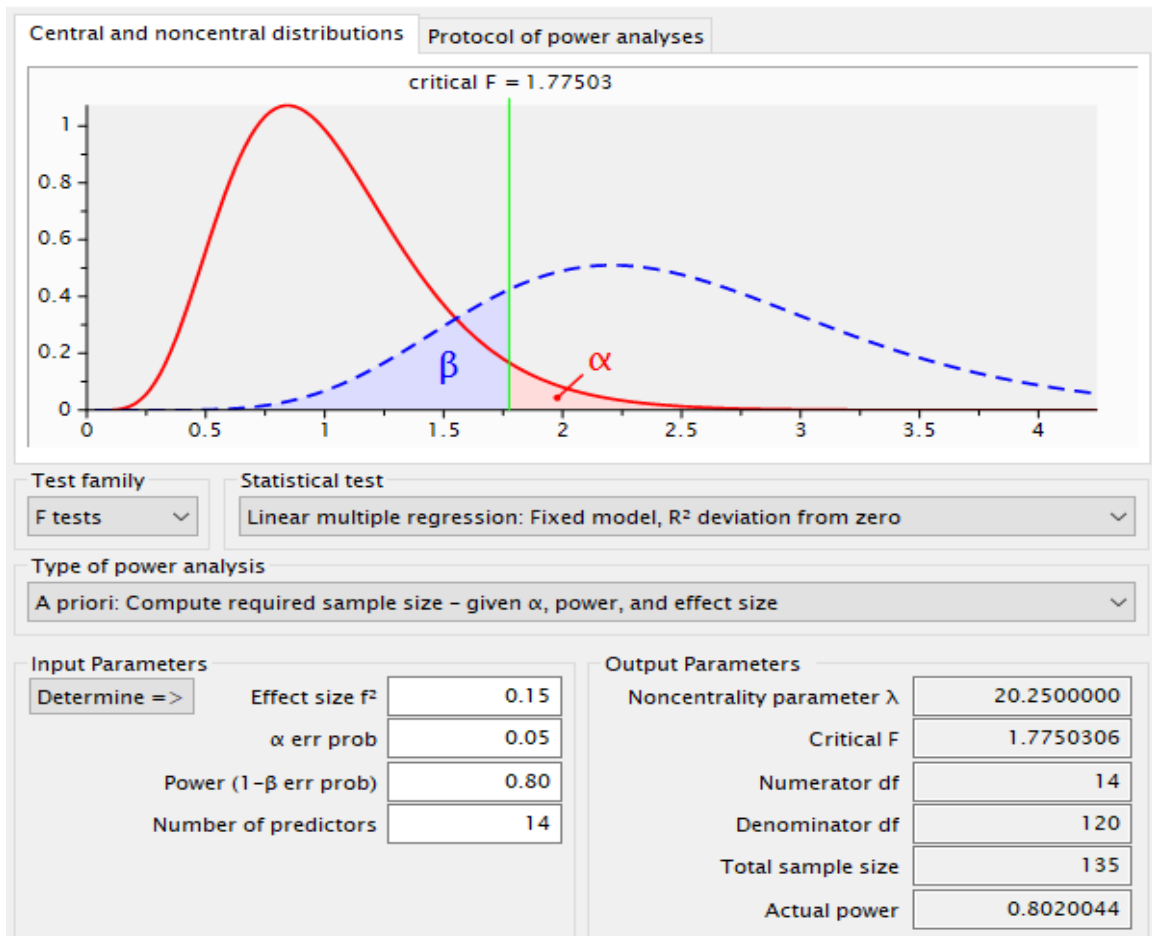 Central and noncentral distributions Protocol of power analyses
critical F = 1.77503
1
0.8
0.6
0.4
0.2
0
β
α
0 0.5 1 1.5 2 2.5 3 3.5 4
Test family Statistical test
F tests Linear multiple regression: Fixed model, R² deviation from zero
Type of power analysis
A priori: Compute required sample size – given α, power, and effect size
Input Parameters Output Parameters
Determine => Effect size f² 0.15 Noncentrality parameter λ 20.2500000
α err prob 0.05 Critical F 1.7750306
Power (1-β err prob) 0.80 Numerator df 14
Number of predictors 14 Denominator df 120
Total sample size 135
Actual power 0.8020044